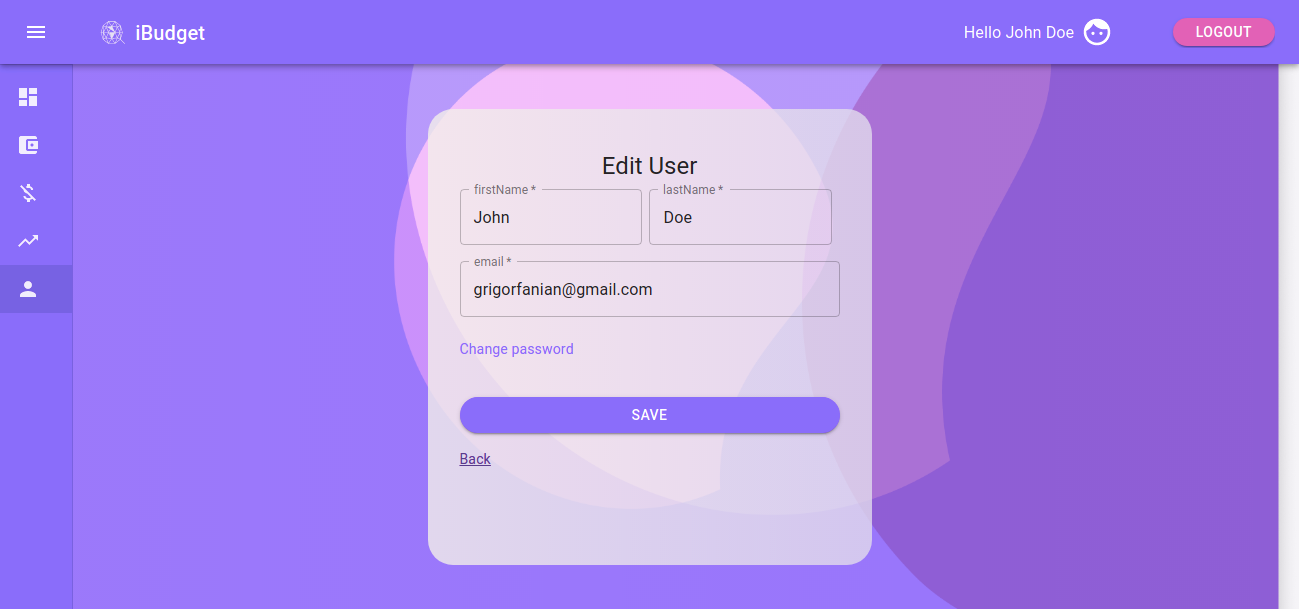 iBudget
Hello John Doe
LOGOUT
Edit User
firstName *
lastName *
John
Doe
email *
grigorfanian@gmail.com
Change password
SAVE
Back